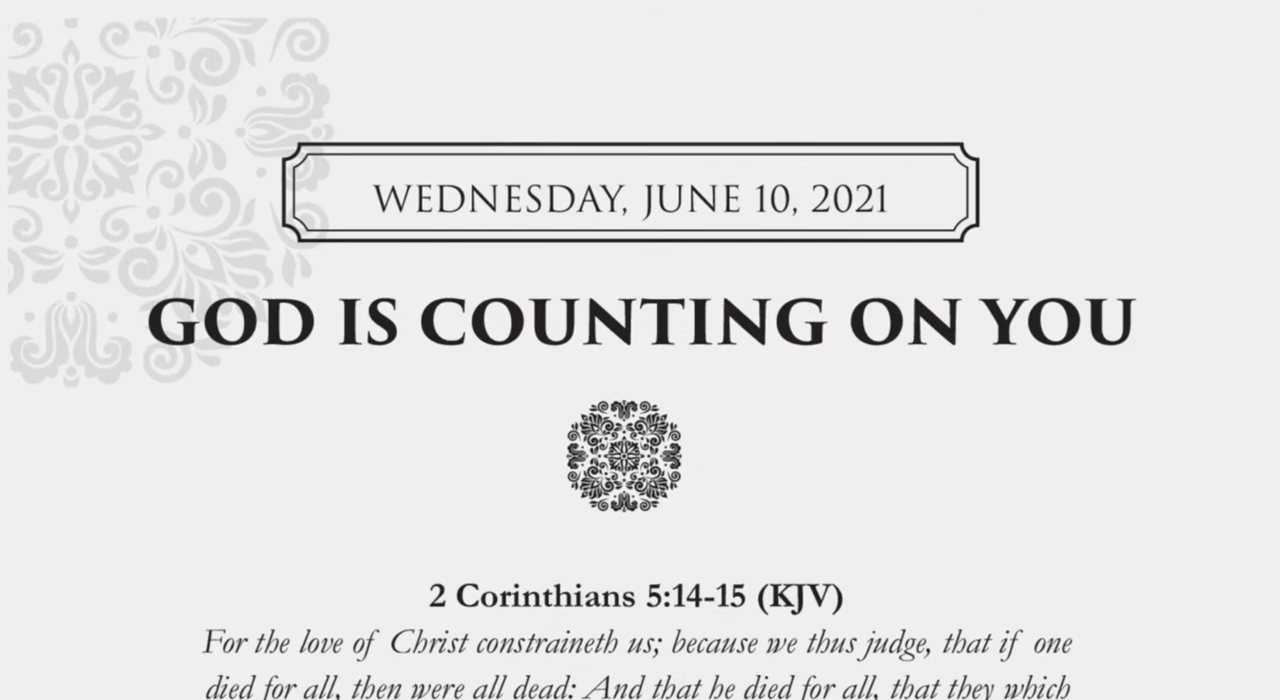 WEDNESDAY, JUNE 10, 2021
GOD IS COUNTING ON YOU
2 Corinthians 5:14-15 (KJV)
For the love of Christ constraineth us; because we thus judge, that if one
died for all, then were all dead: And that he died for all, that they which